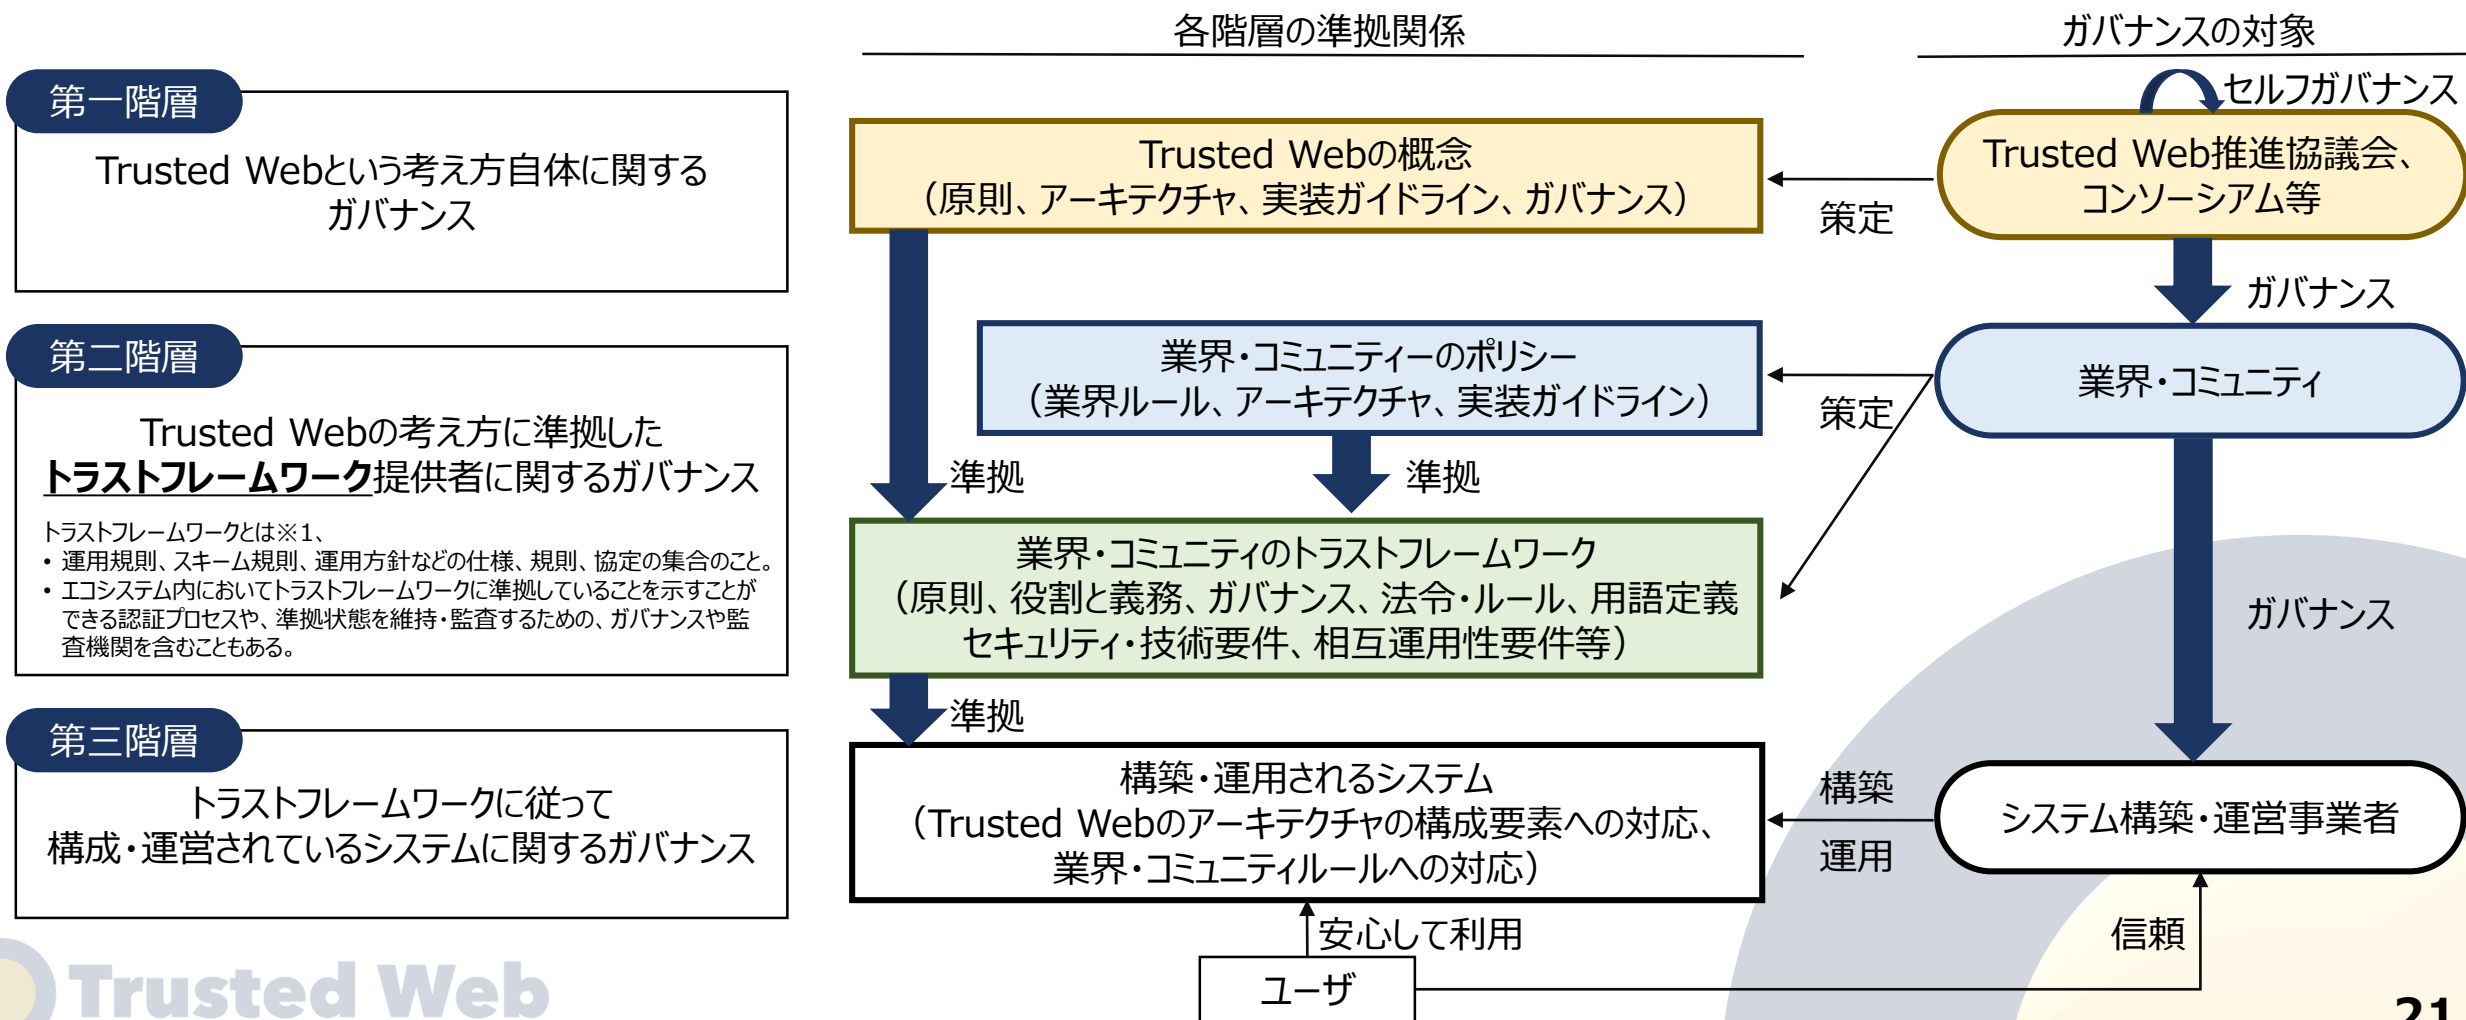 各階層の準拠関係
ガバナンスの対象
第一階層
Trusted Webという考え方自体に関する
ガバナンス
Trusted Webの概念
（原則、アーキテクチャ、実装ガイドライン、ガバナンス）
策定
セルフガバナンス
Trusted Web推進協議会、
コンソーシアム等
ガバナンス
第二階層
Trusted Webの考え方に準拠した
トラストフレームワーク提供者に関するガバナンス
トラストフレームワークとは※1、
• 運用規則、スキーム規則、運用方針などの仕様、規則、協定の集合のこと。
• エコシステム内においてトラストフレームワークに準拠していることを示すことが
できる認証プロセスや、準拠状態を維持・監査するための、ガバナンスや監
査機関を含むこともある。
業界・コミュニティーのポリシー
（業界ルール、アーキテクチャ、実装ガイドライン）
策定
業界・コミュニティ
準拠
準拠
業界・コミュニティのトラストフレームワーク
（原則、役割と義務、ガバナンス、法令・ルール、用語定義
セキュリティ・技術要件、相互運用性要件等）
ガバナンス
準拠
第三階層
トラストフレームワークに従って
構成・運営されているシステムに関するガバナンス
構築・運用されるシステム
（Trusted Webのアーキテクチャの構成要素への対応、
業界・コミュニティルールへの対応）
構築
運用
システム構築・運営事業者
安心して利用
信頼
ユーザ
Trusted Web
21